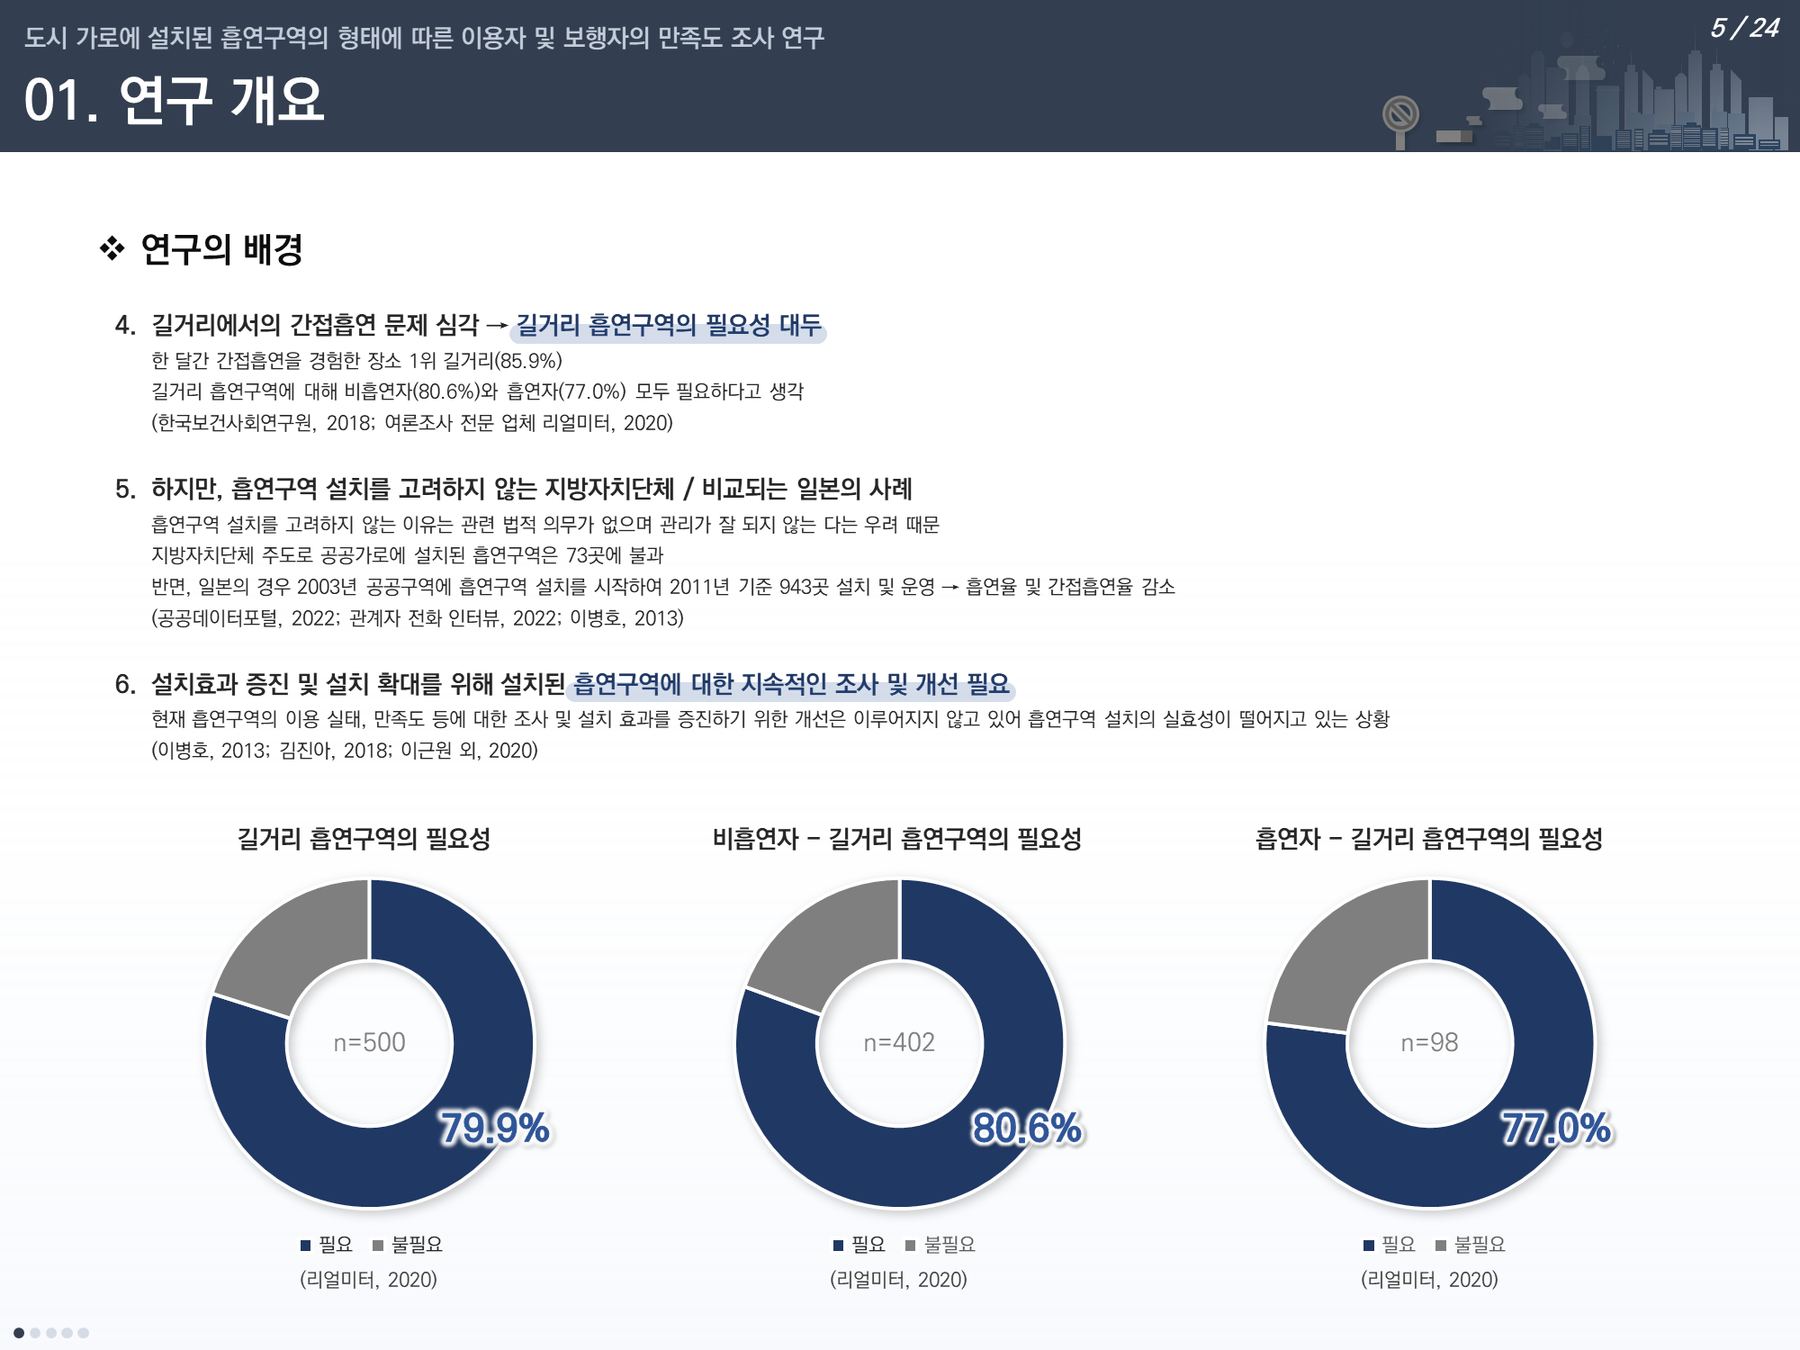 도시 가로에 설치된 흡연구역의 형태에 따른 이용자 및 보행자의 만족도 조사 연구
5 / 24
01. 연구 개요
❖ 연구의 배경
4. 길거리에서의 간접흡연 문제 심각 → 길거리 흡연구역의 필요성 대두
한 달간 간접흡연을 경험한 장소 1위 길거리(85.9%)
길거리 흡연구역에 대해 비흡연자(80.6%)와 흡연자(77.0%) 모두 필요하다고 생각
(한국보건사회연구원, 2018; 여론조사 전문 업체 리얼미터, 2020)
5. 하지만, 흡연구역 설치를 고려하지 않는 지방자치단체 / 비교되는 일본의 사례
흡연구역 설치를 고려하지 않는 이유는 관련 법적 의무가 없으며 관리가 잘 되지 않는 다는 우려 때문
지방자치단체 주도로 공공가로에 설치된 흡연구역은 73곳에 불과
반면, 일본의 경우 2003년 공공구역에 흡연구역 설치를 시작하여 2011년 기준 943곳 설치 및 운영 → 흡연율 및 간접흡연율 감소
(공공데이터포털, 2022; 관계자 전화 인터뷰, 2022; 이병호, 2013)
6. 설치효과 증진 및 설치 확대를 위해 설치된 흡연구역에 대한 지속적인 조사 및 개선 필요
현재 흡연구역의 이용 실태, 만족도 등에 대한 조사 및 설치 효과를 증진하기 위한 개선은 이루어지지 않고 있어 흡연구역 설치의 실효성이 떨어지고 있는 상황
(이병호, 2013; 김진아, 2018; 이근원 외, 2020)
길거리 흡연구역의 필요성
n=500
79.9%
필요 불필요
(리얼미터, 2020)
비흡연자 – 길거리 흡연구역의 필요성
n=402
80.6%
필요 불필요
(리얼미터, 2020)
흡연자 – 길거리 흡연구역의 필요성
n=98
77.0%
필요 불필요
(리얼미터, 2020)